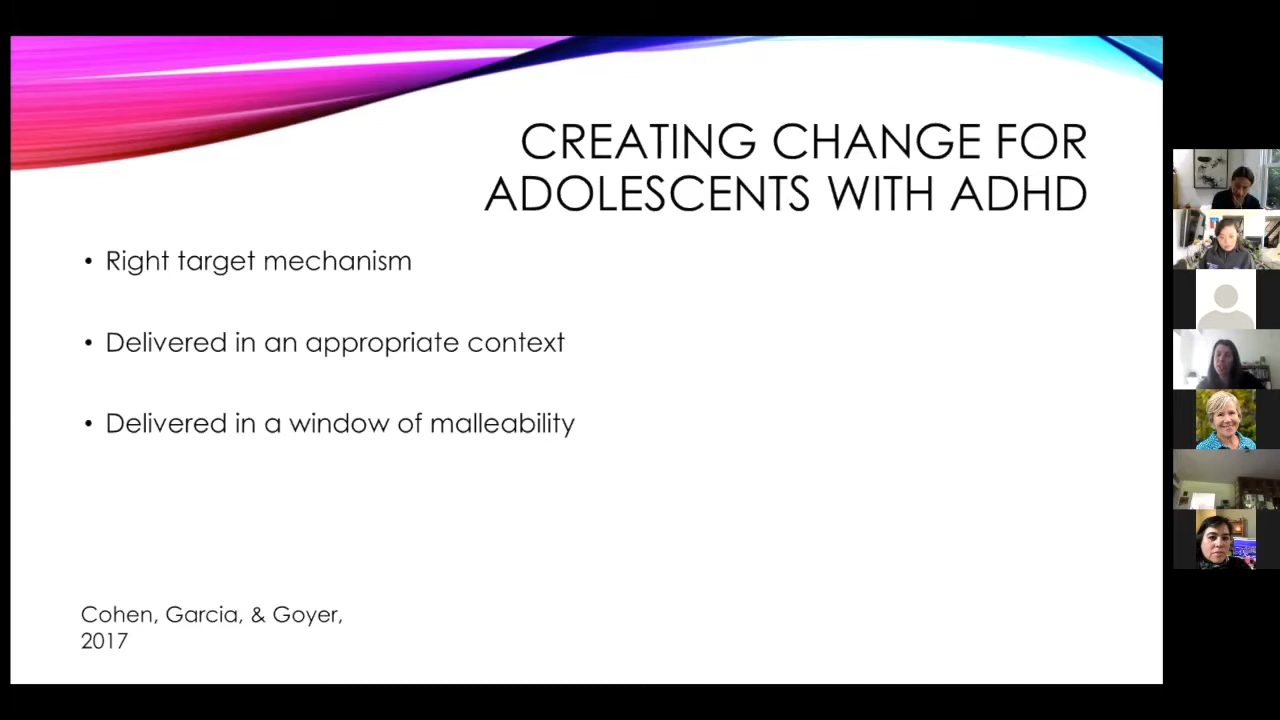 CREATING CHANGE FOR
ADOLESCENTS WITH ADHD
• Right target mechanism
• Delivered in an appropriate context
• Delivered in a window of malleability
Cohen, Garcia, & Goyer,
2017